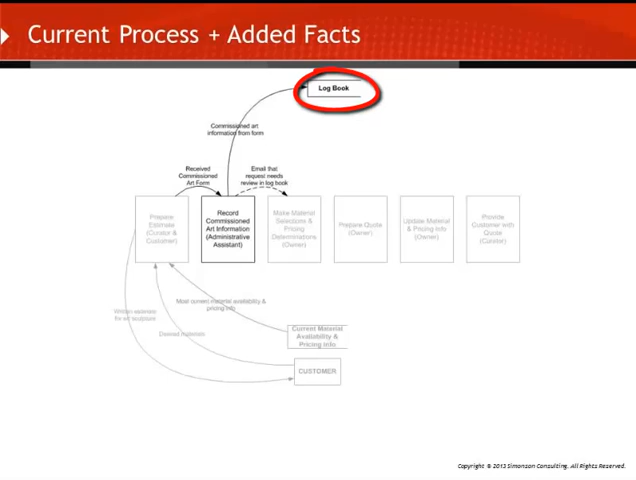 Current Process + Added Facts
Log Book
Commissioned art
information from form
Received
Commissioned
Art Form
Email that
request needs
review in log book
Prepare
Estimate
(Curator &
Customer)
Record
Commissioned
Art Information
(Administrative
Assistant)
Make Material
Selections &
Pricing
Determinations
(Owner)
Prepare Quote
(Owner)
Update Material
& Pricing Info
(Owner)
Provide
Customer with
Quote
(Curator)
Most current material availability &
pricing info
Written estimate
for art sculpture
Desired materials
Current Material
Availability &
Pricing Info
CUSTOMER
Copyright © 2013 Simonson Consulting. All Rights Reserved.